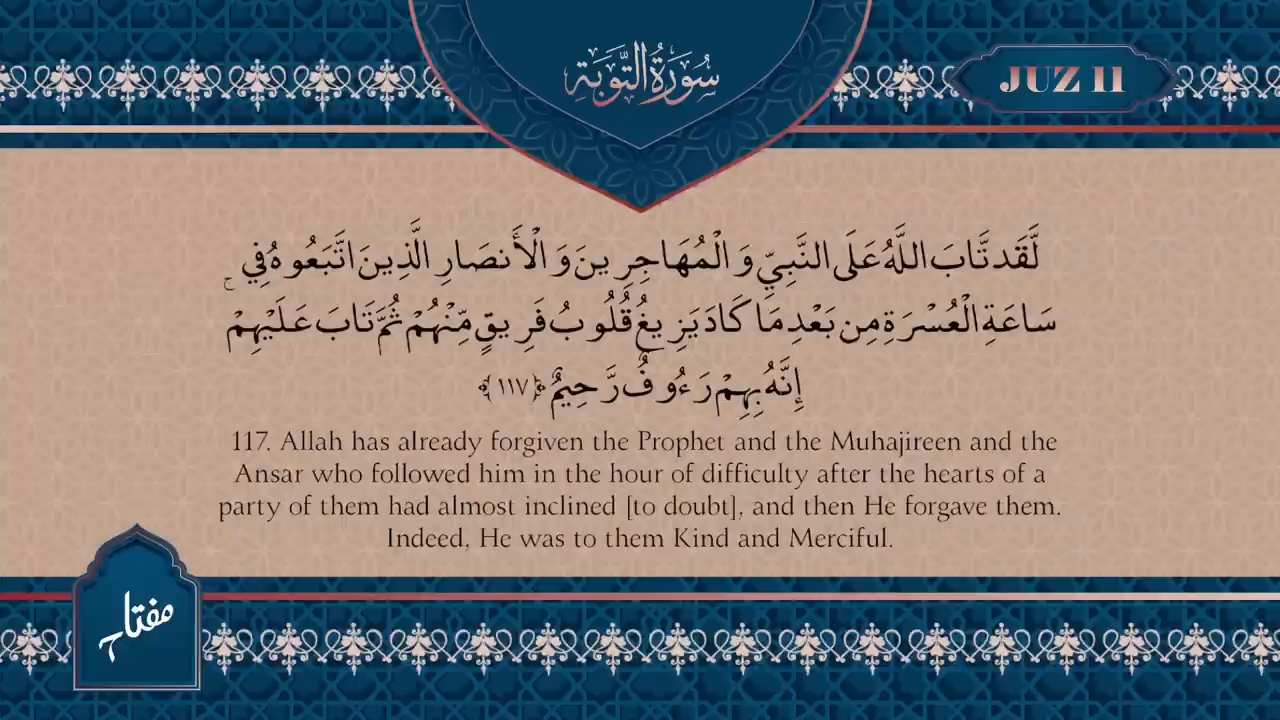 سُورَةُ التَّوْبَةِ
JUZ 11
لَّقَد تَّابَ اللَّهُ عَلَى النَّبِيِّ وَالْمُهَاجِرِينَ وَالْأَنصَارِ الَّذِينَ اتَّبَعُوهُ فِي
سَاعَةِ الْعُسْرَةِ مِن بَعْدِ مَا كَادَ يَزِيغُ قُلُوبُ فَرِيقٍ مِّنْهُمْ ثُمَّ تَابَ عَلَيْهِمْ ۚ
إِنَّهُ بِهِمْ رَءُوفٌ رَّحِيمٌ ﴿١١٧﴾
117. Allah has already forgiven the Prophet and the Muhajireen and the
Ansar who followed him in the hour of difficulty after the hearts of a
party of them had almost inclined [to doubt], and then He forgave them.
Indeed, He was to them Kind and Merciful.
مفتاح